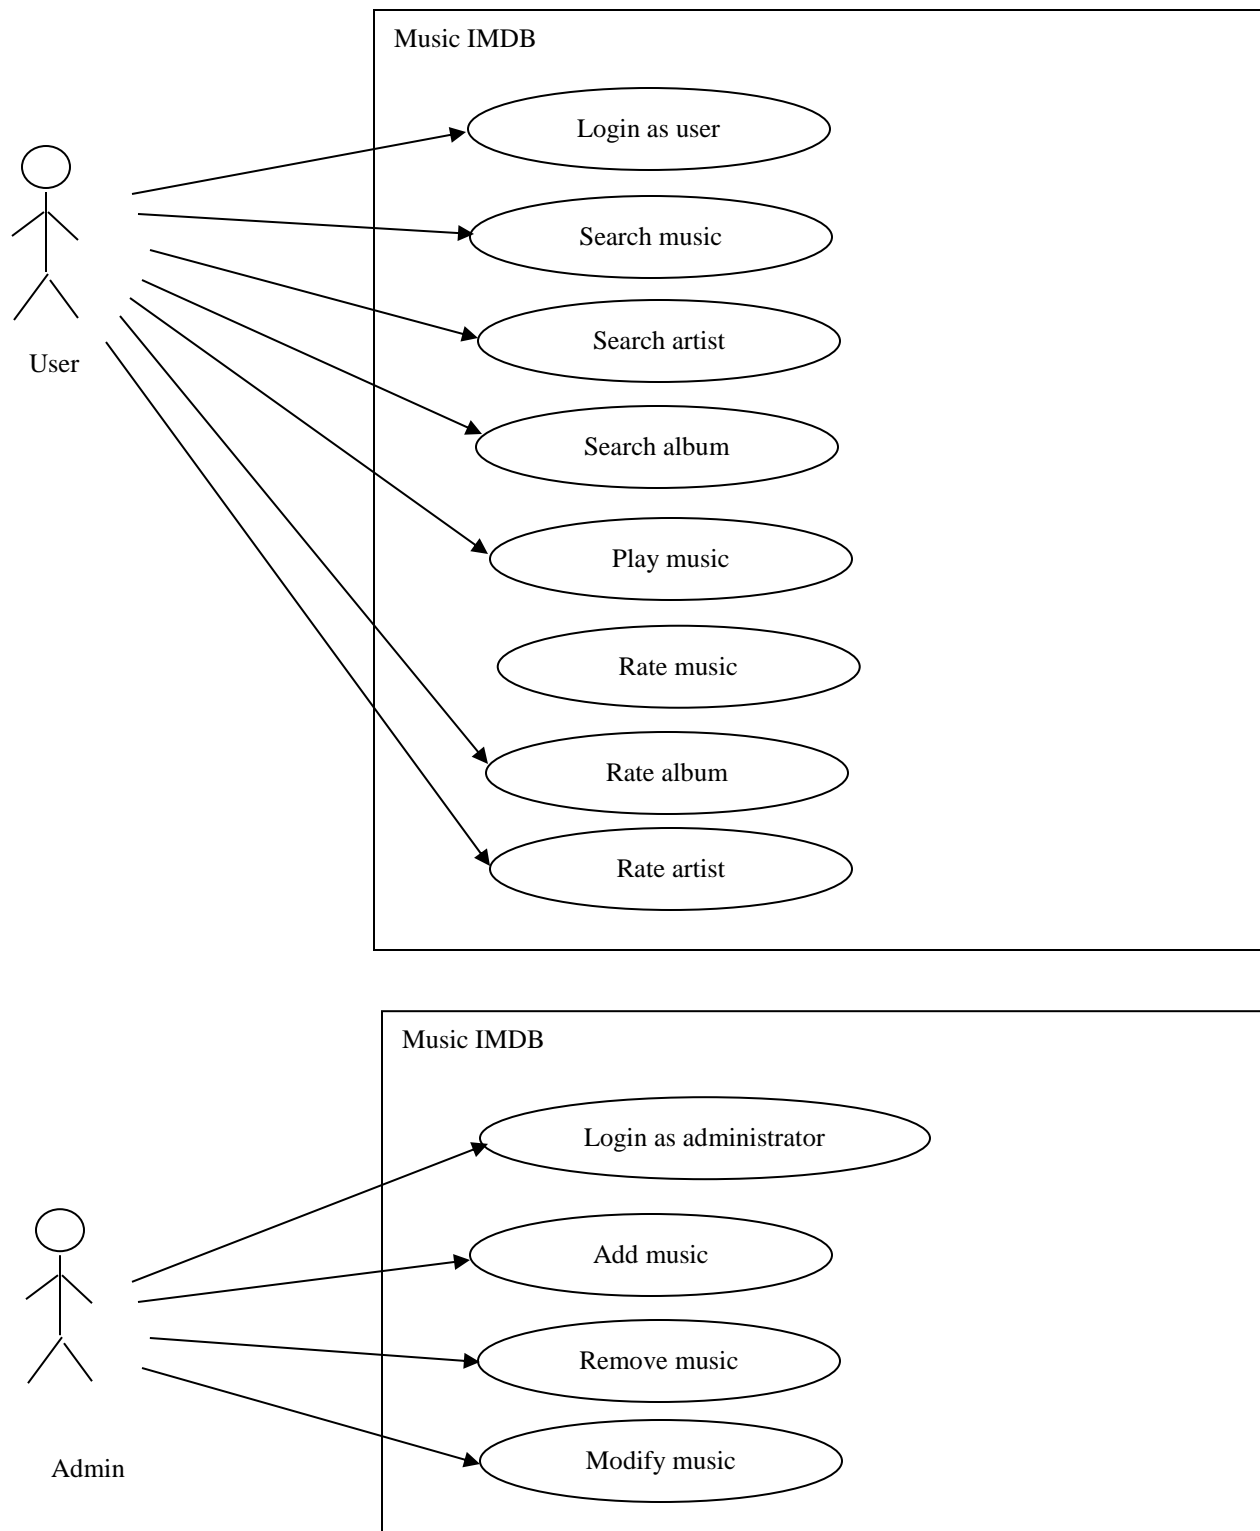 Music IMDB
Login as user
Search music
Search artist
User
Search album
Play music
Rate music
Rate album
Rate artist
Music IMDB
Login as administrator
Add music
Remove music
Modify music
Admin